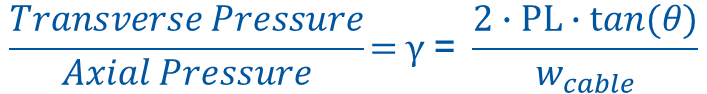 Transverse Pressure / Axial Pressure = γ = 2 · PL · tan(θ) / w_cable